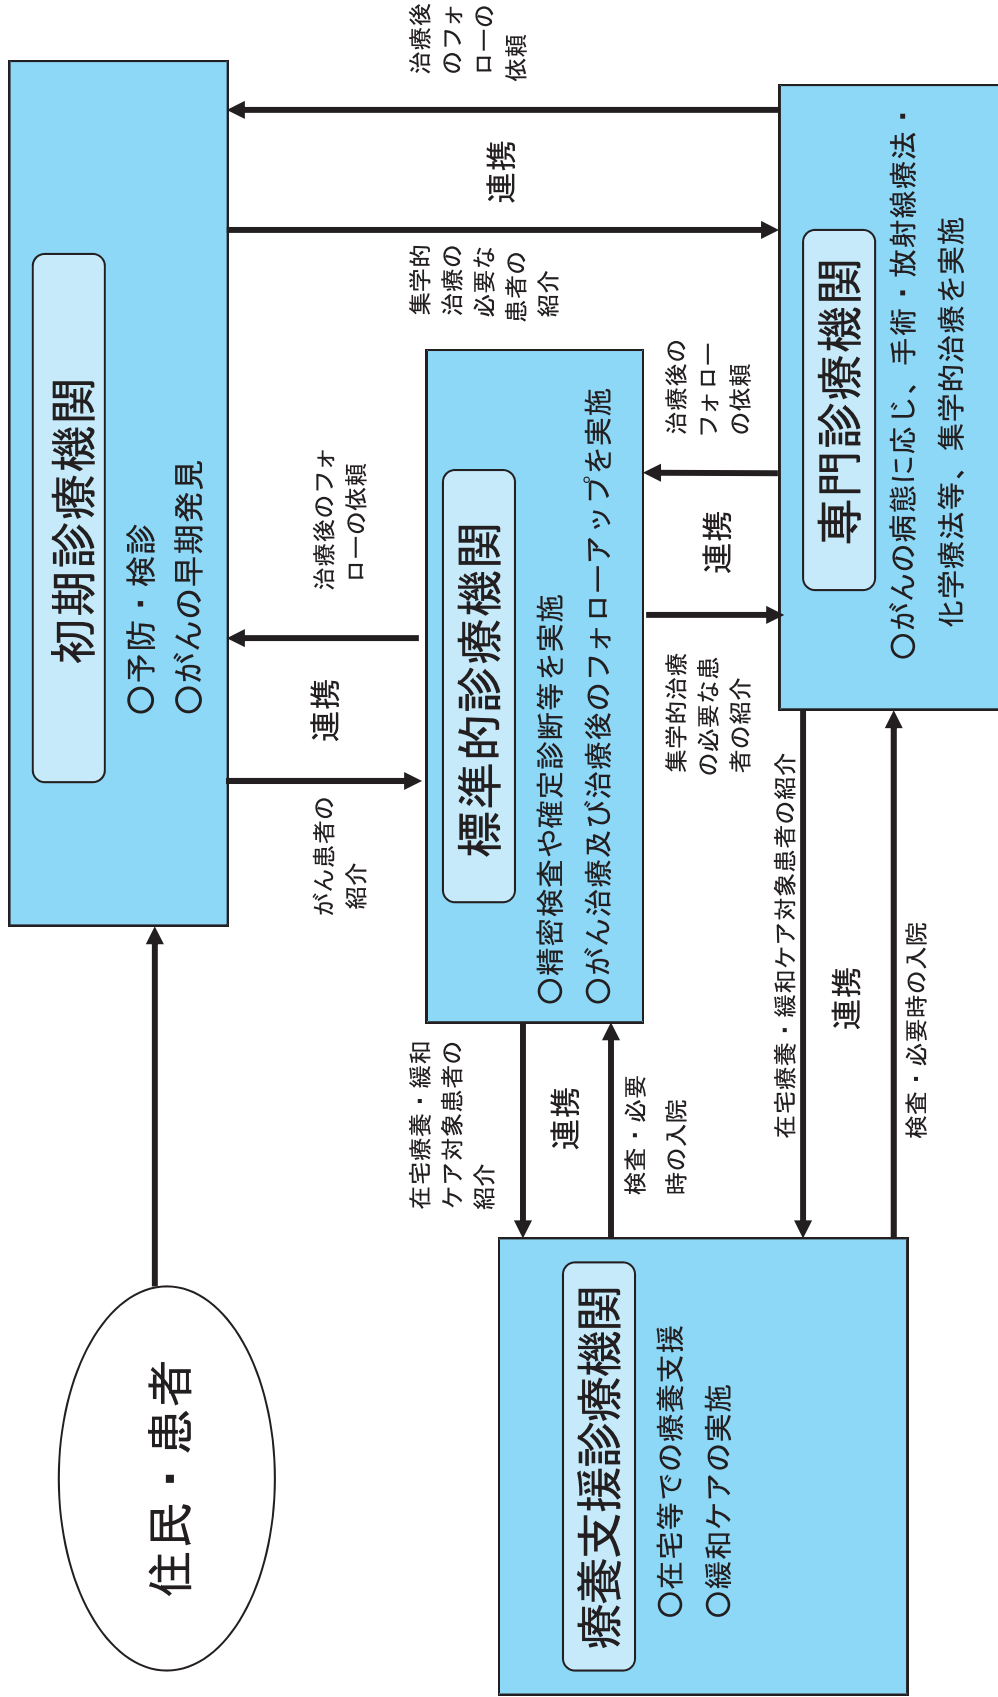 住民・患者
初期診療機関
○予防・検診
○がんの早期発見
がん患者の
紹介
連携
治療後のフォ
ローの依頼
集学的
治療の
必要な
患者の
紹介
連携
治療後
のフォ
ローの
依頼
標準的診療機関
○精密検査や確定診断等を実施
○がん治療及び治療後のフォローアップを実施
在宅療養・緩和
ケア対象患者の
紹介
連携
検査・必要
時の入院
集学的治療
の必要な患
者の紹介
連携
治療後の
フォロー
の依頼
療養支援診療機関
○在宅等での療養支援
○緩和ケアの実施
在宅療養・緩和ケア対象患者の紹介
連携
検査・必要時の入院
専門診療機関
○がんの病態に応じ、手術・放射線療法・
化学療法等、集学的治療を実施